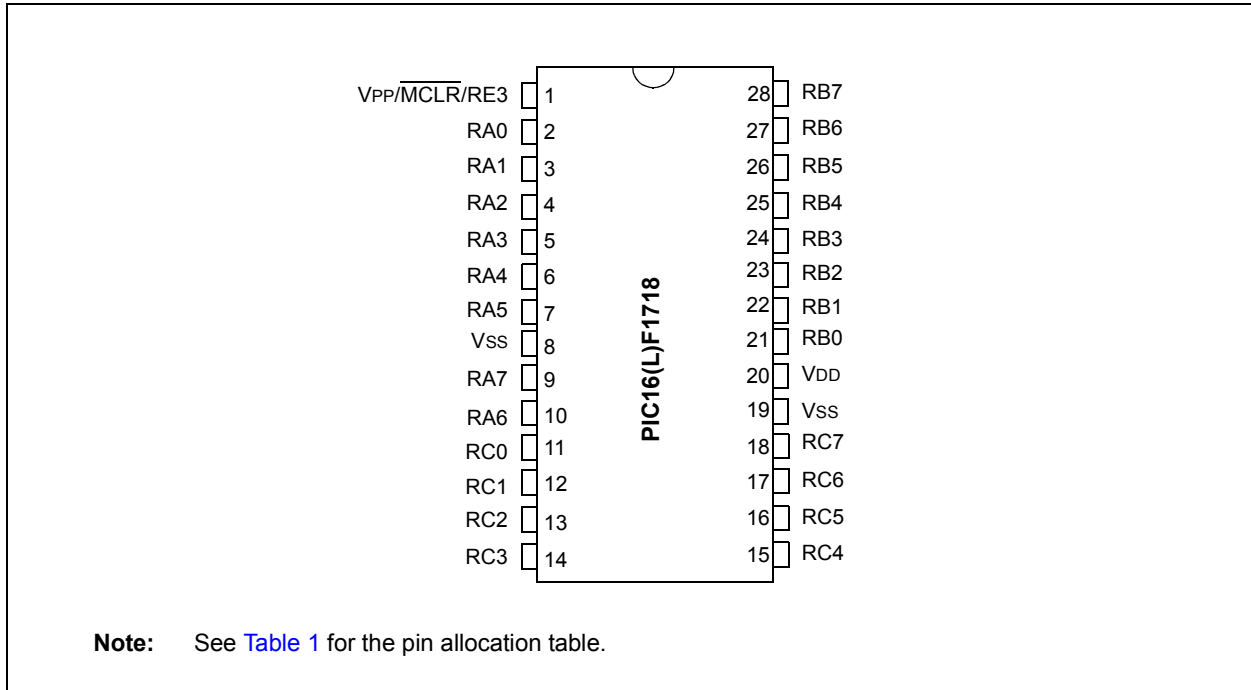 VPP/MCLR/RE3 1 28 RB7
RA0 2 27 RB6
RA1 3 26 RB5
RA2 4 25 RB4
RA3 5 24 RB3
RA4 6 23 RB2
RA5 7 22 RB1
VSS 8 21 RB0
RA7 9 20 VDD
RA6 10 19 VSS
RC0 11 18 RC7
RC1 12 17 RC6
RC2 13 16 RC5
RC3 14 15 RC4
PIC16(L)F1718
Note: See Table 1 for the pin allocation table.